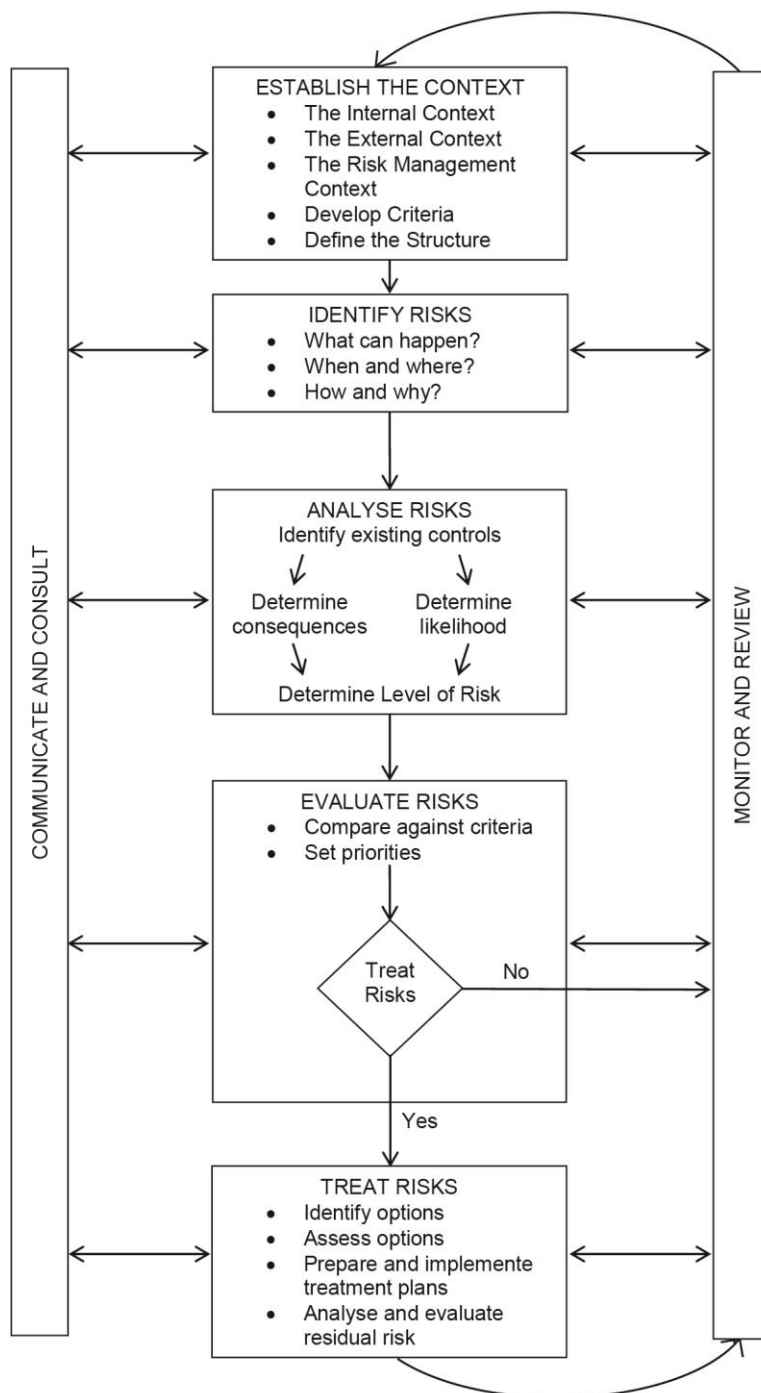 COMMUNICATE AND CONSULT
ESTABLISH THE CONTEXT
• The Internal Context
• The External Context
• The Risk Management
Context
• Develop Criteria
• Define the Structure
IDENTIFY RISKS
• What can happen?
• When and where?
• How and why?
ANALYSE RISKS
Identify existing controls
Determine
consequences
Determine
likelihood
Determine Level of Risk
EVALUATE RISKS
• Compare against criteria
• Set priorities
Treat
Risks
No
Yes
TREAT RISKS
• Identify options
• Assess options
• Prepare and implemente
treatment plans
• Analyse and evaluate
residual risk
MONITOR AND REVIEW